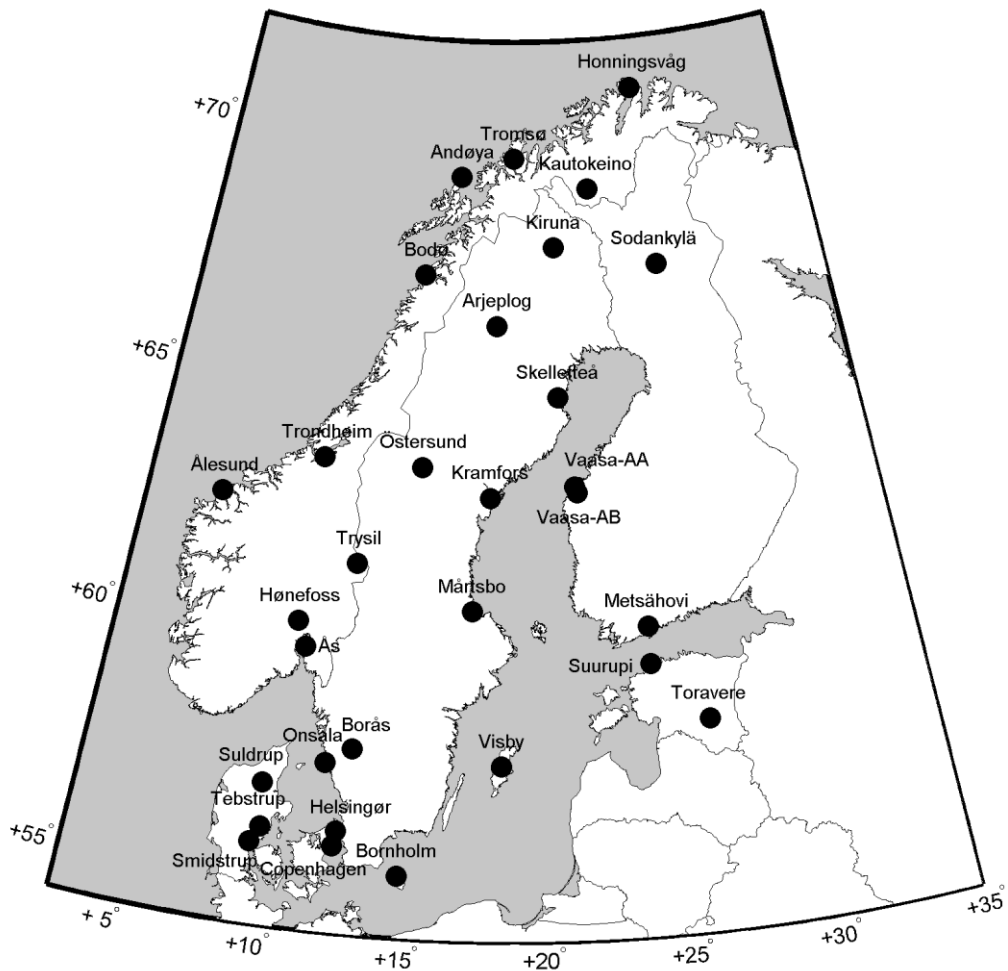 Honningsvåg
+70°
Tromsø
Andøya
Kautokeino
Kiruna
Sodankylä
Bodø
Arjeplog
+65°
Skellefteå
Trondheim
Östersund
Ålesund
Kramfors
Vaasa-AA
Vaasa-AB
Trysil
+60°
Hønefoss
Mårtsbo
Metsähovi
Ås
Suurupi
Toravere
Onsala
Borås
Visby
Suldrup
Tebstrup
Helsingør
+55°
Smidstrup
Copenhagen
Bornholm
+ 5°
+10°
+15°
+20°
+25°
+30°
+35°